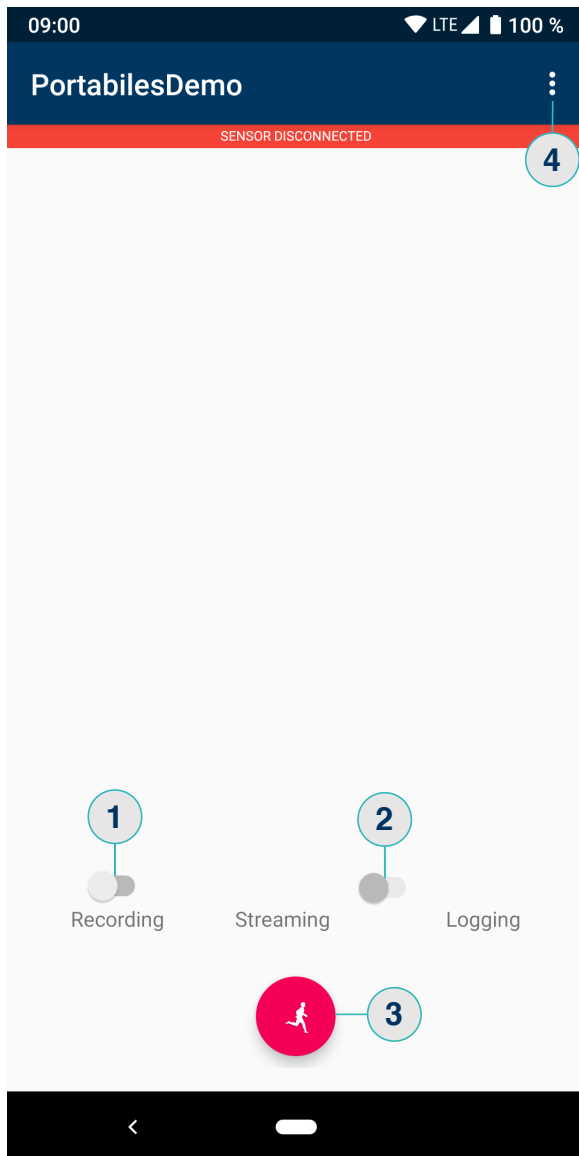 09:00 LTE 100 %
PortabilesDemo
SENSOR DISCONNECTED
4
1 2
Recording Streaming Logging
3